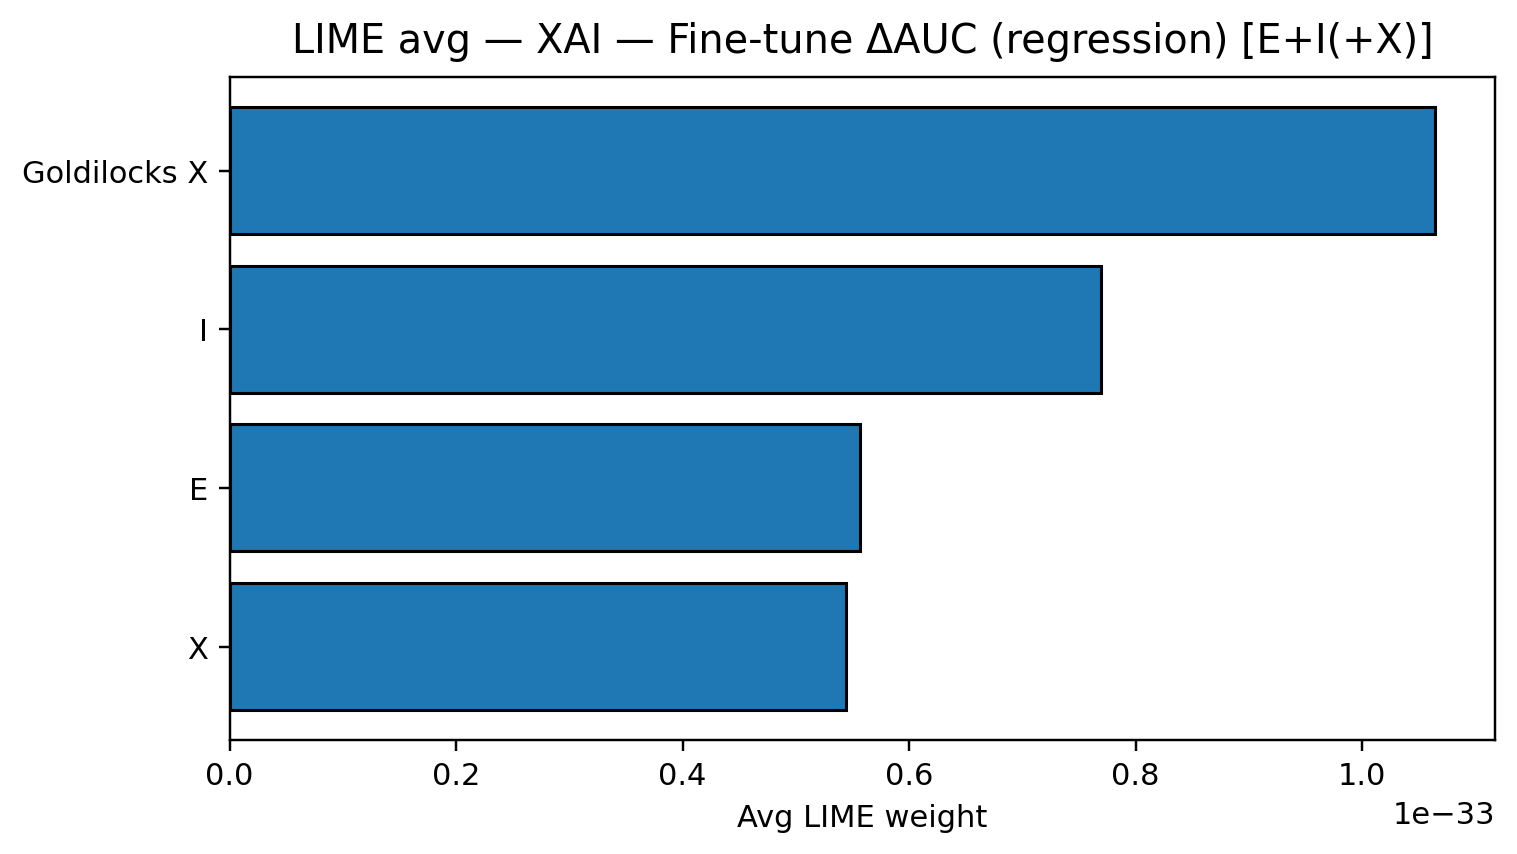 LIME avg — XAI — Fine-tune ΔAUC (regression) [E+I(+X)]
Goldilocks X
I
E
X
0.0 0.2 0.4 0.6 0.8 1.0
1e−33
Avg LIME weight